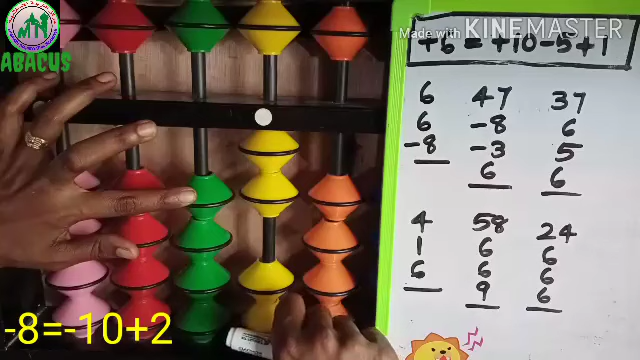 ABACUS
Made with KINEMASTER
+6 = +10-5+1
6 47 37
6 -8 6
-8 -3 5
6 6
4 58 24
1 6 6
6 6 6
9 6
-8=-10+2